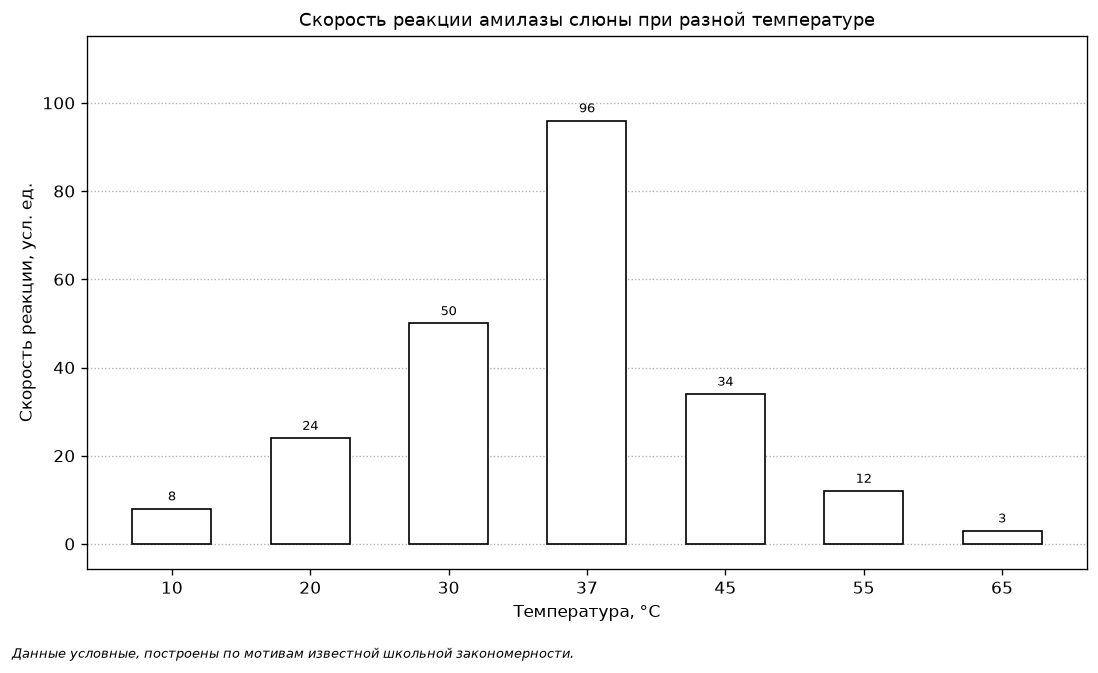 Скорость реакции амилазы слюны при разной температуре
Скорость реакции, усл. ед.
100
80
60
40
20
0
8
24
50
96
34
12
3
10 20 30 37 45 55 65
Температура, °C
Данные условные, построены по мотивам известной школьной закономерности.